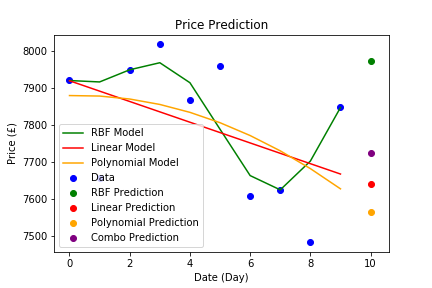 Price Prediction
Price (£)
8000
7900
7800
7700
7600
7500
RBF Model
Linear Model
Polynomial Model
Data
RBF Prediction
Linear Prediction
Polynomial Prediction
Combo Prediction
0 2 4 6 8 10
Date (Day)